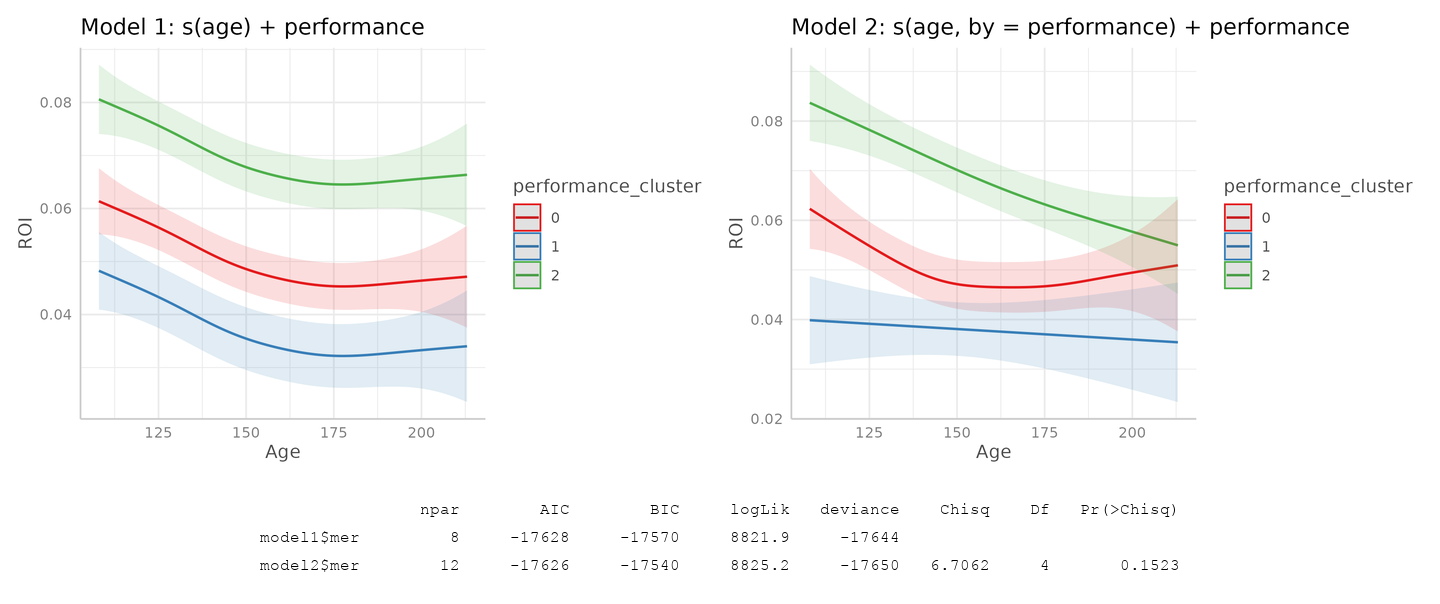 Model 1: s(age) + performance
0.08
0.06
0.04
ROI
125 150 175 200
Age
performance_cluster
0
1
2
Model 2: s(age, by = performance) + performance
0.08
0.06
0.04
0.02
ROI
125 150 175 200
Age
performance_cluster
0
1
2
npar AIC BIC logLik deviance Chisq Df Pr(>Chisq)
model1$mer 8 -17628 -17570 8821.9 -17644
model2$mer 12 -17626 -17540 8825.2 -17650 6.7062 4 0.1523